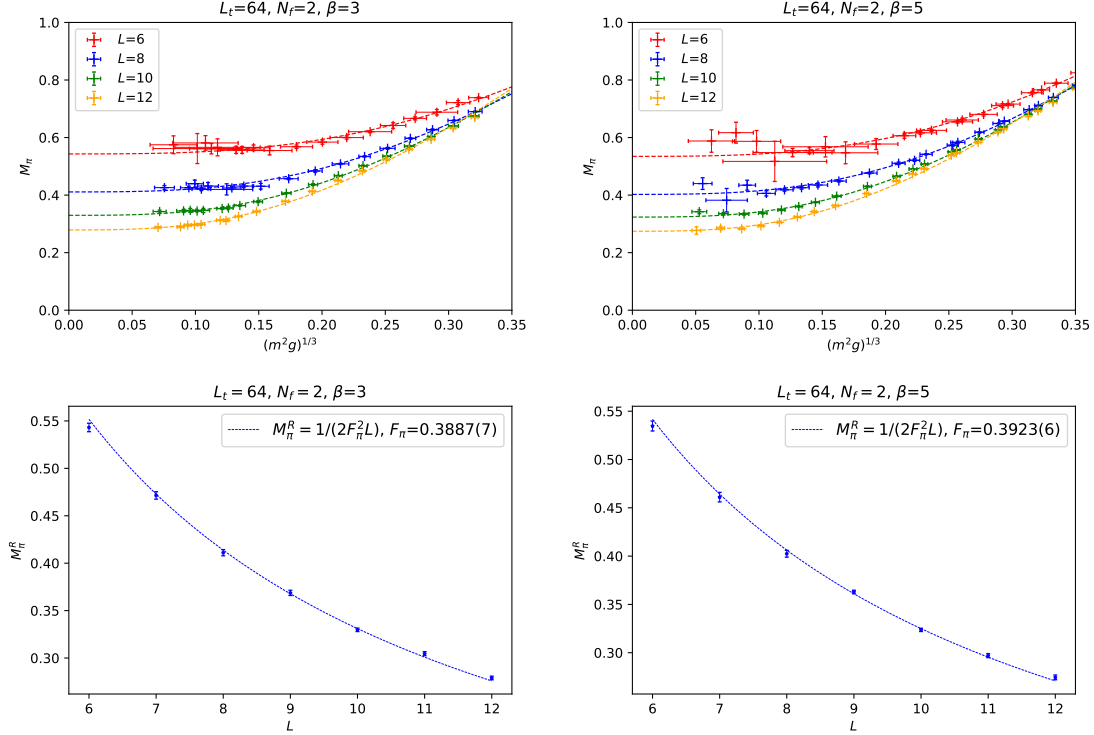 L_t=64, N_f=2, β=3
M_π
1.0
0.8
0.6
0.4
0.2
0.0
L=6
L=8
L=10
L=12
0.00 0.05 0.10 0.15 0.20 0.25 0.30 0.35
(m²g)^{1/3}
L_t=64, N_f=2, β=5
M_π
1.0
0.8
0.6
0.4
0.2
0.0
L=6
L=8
L=10
L=12
0.00 0.05 0.10 0.15 0.20 0.25 0.30 0.35
(m²g)^{1/3}
L_t = 64, N_f = 2, β=3
M_π^R
0.55
0.50
0.45
0.40
0.35
0.30
M_π^R = 1/(2F_π²L), F_π=0.3887(7)
6 7 8 9 10 11 12
L
L_t = 64, N_f = 2, β=5
M_π^R
0.55
0.50
0.45
0.40
0.35
0.30
M_π^R = 1/(2F_π²L), F_π=0.3923(6)
6 7 8 9 10 11 12
L